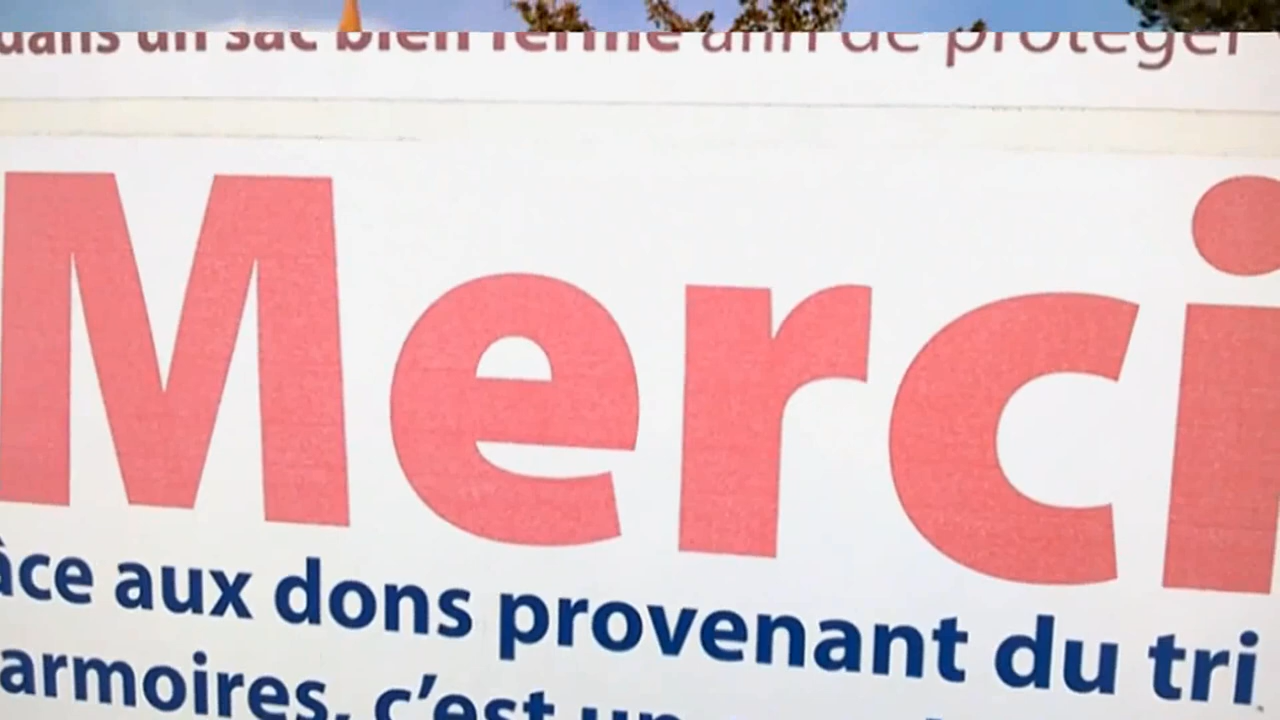 dans un sac bien fermé afin de protéger
Merci
âce aux dons provenant du tri
armoires, c'est un